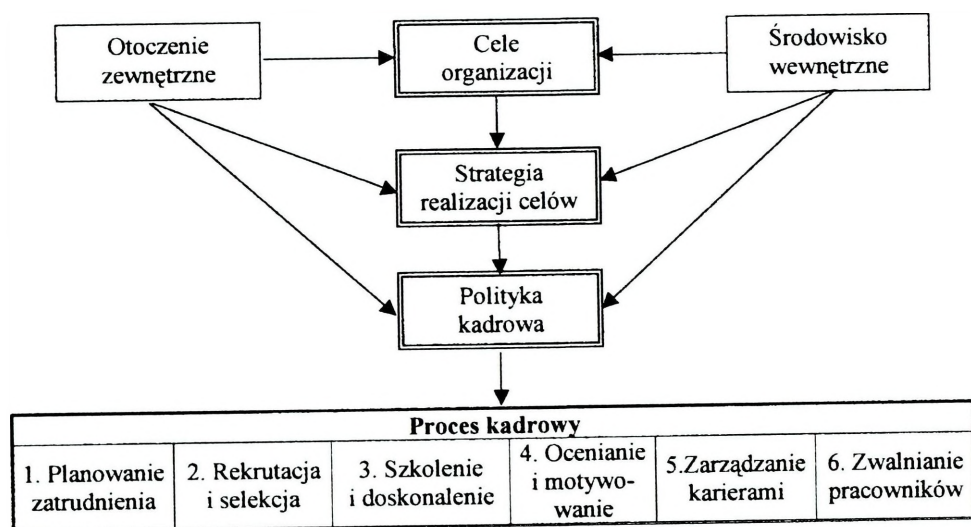 Otoczenie
zewnętrzne
Cele
organizacji
Środowisko
wewnętrzne
Strategia
realizacji celów
Polityka
kadrowa
Proces kadrowy
1. Planowanie
zatrudnienia
2. Rekrutacja
i selekcja
3. Szkolenie
i doskonalenie
4. Ocenianie
i motywo-
wanie
5.Zarządzanie
karierami
6. Zwalnianie
pracowników